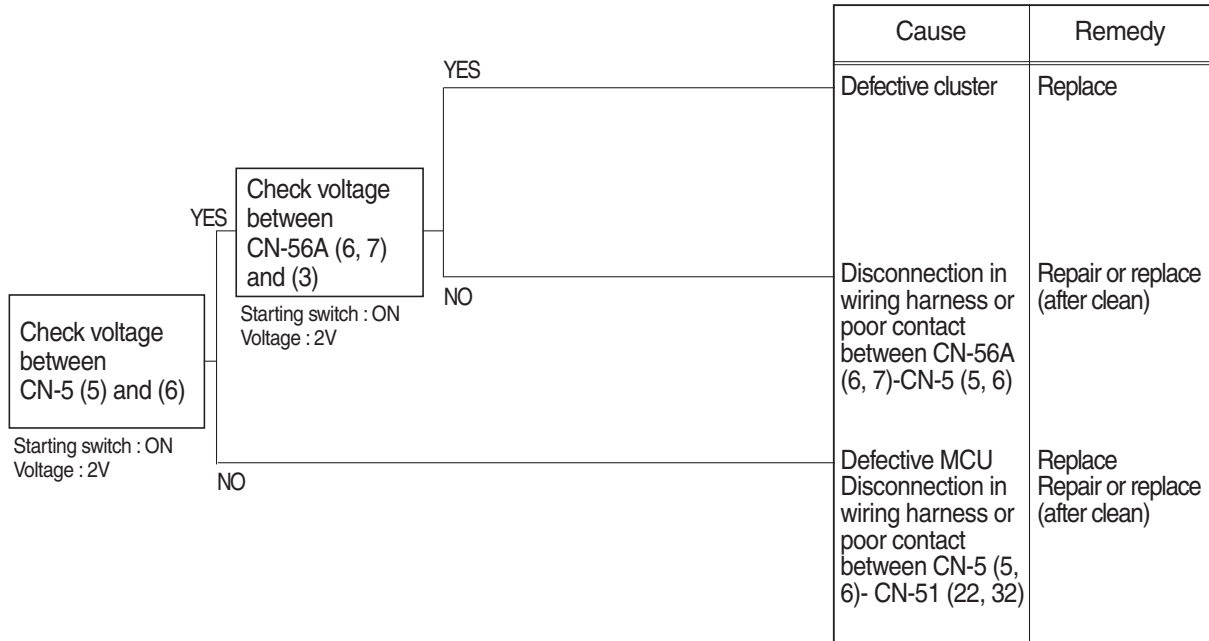 Cause
Remedy
YES
Defective cluster
Replace
Check voltage
between
CN-56A (6, 7)
and (3)
YES
Starting switch : ON
Voltage : 2V
NO
Disconnection in
wiring harness or
poor contact
between CN-56A
(6, 7)-CN-5 (5, 6)
Repair or replace
(after clean)
Check voltage
between
CN-5 (5) and (6)
Starting switch : ON
Voltage : 2V
NO
Defective MCU
Disconnection in
wiring harness or
poor contact
between CN-5 (5,
6)- CN-51 (22, 32)
Replace
Repair or replace
(after clean)